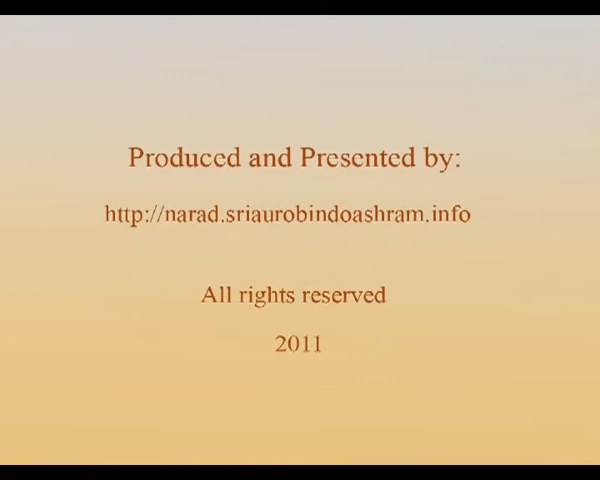 Produced and Presented by:
http://narad.sriaurobindoashram.info
All rights reserved
2011